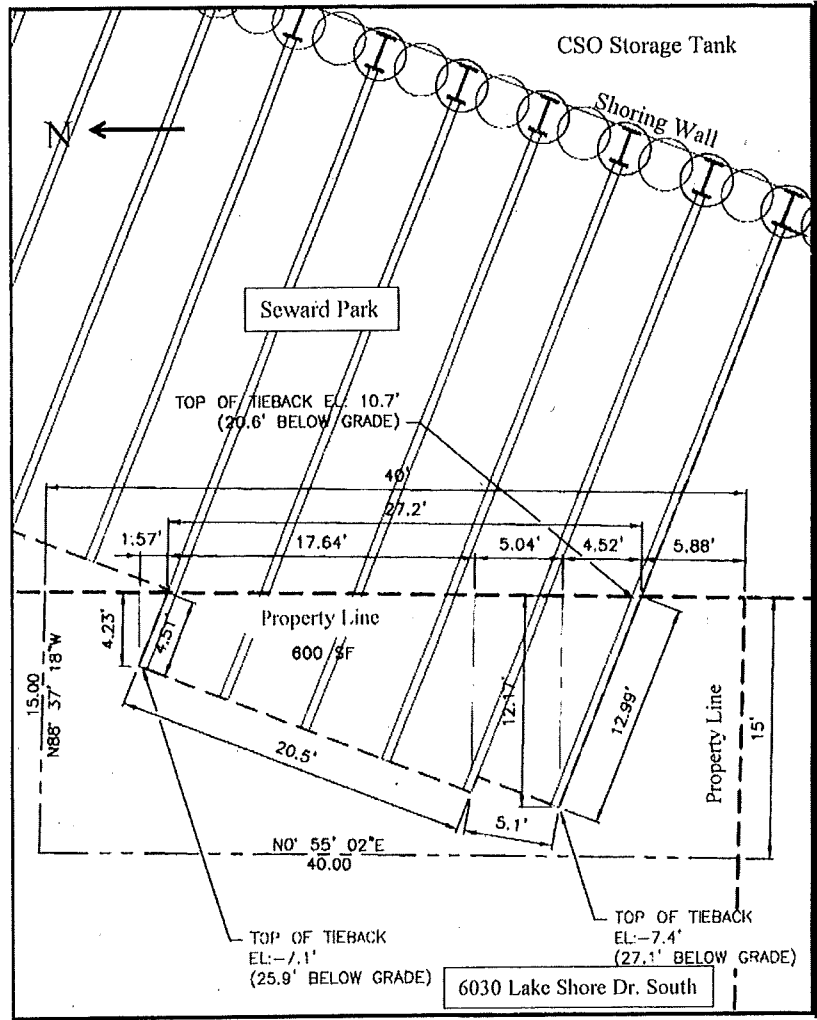 CSO Storage Tank
Shoring Wall
N
Seward Park
TOP OF TIEBACK EL: 10.7'
(20.6' BELOW GRADE)
40'
27.2'
1.57'
17.64'
5.04'
4.52'
5.88'
Property Line
600 SF
4.23'
4.51'
12.17'
12.99'
15.00
N88° 37' 18"W
Property Line
15'
20.5'
5.1'
N0° 55' 02"E
40.00
TOP OF TIEBACK
EL:-7.1'
(25.9' BELOW GRADE)
TOP OF TIEBACK
EL:-7.4'
(27.1' BELOW GRADE)
6030 Lake Shore Dr. South